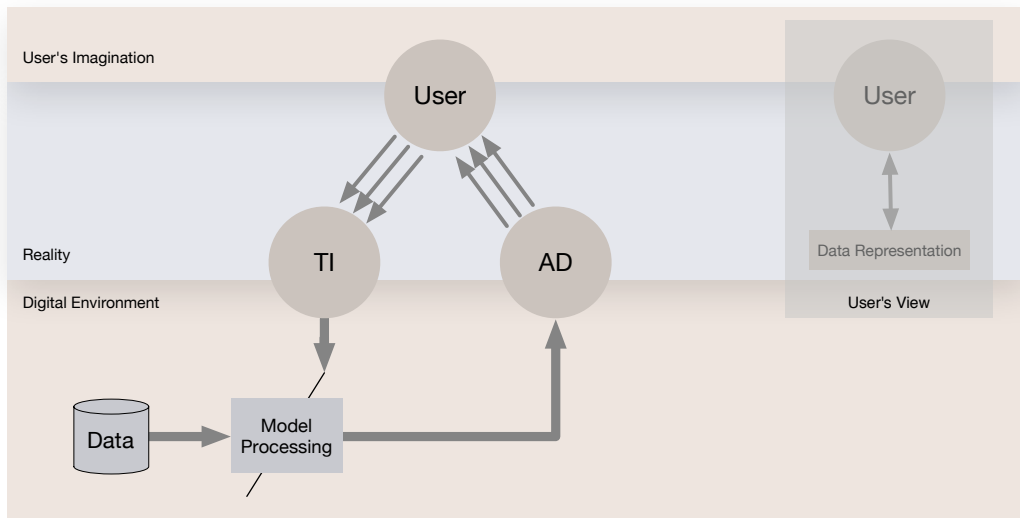 User's Imagination
User
User
Data Representation
Reality
TI
AD
Digital Environment
User's View
Data
Model
Processing